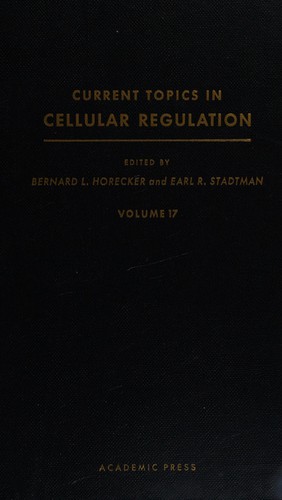 CURRENT TOPICS IN
CELLULAR REGULATION
EDITED BY
BERNARD L. HORECKER and EARL R. STADTMAN
VOLUME 17
ACADEMIC PRESS